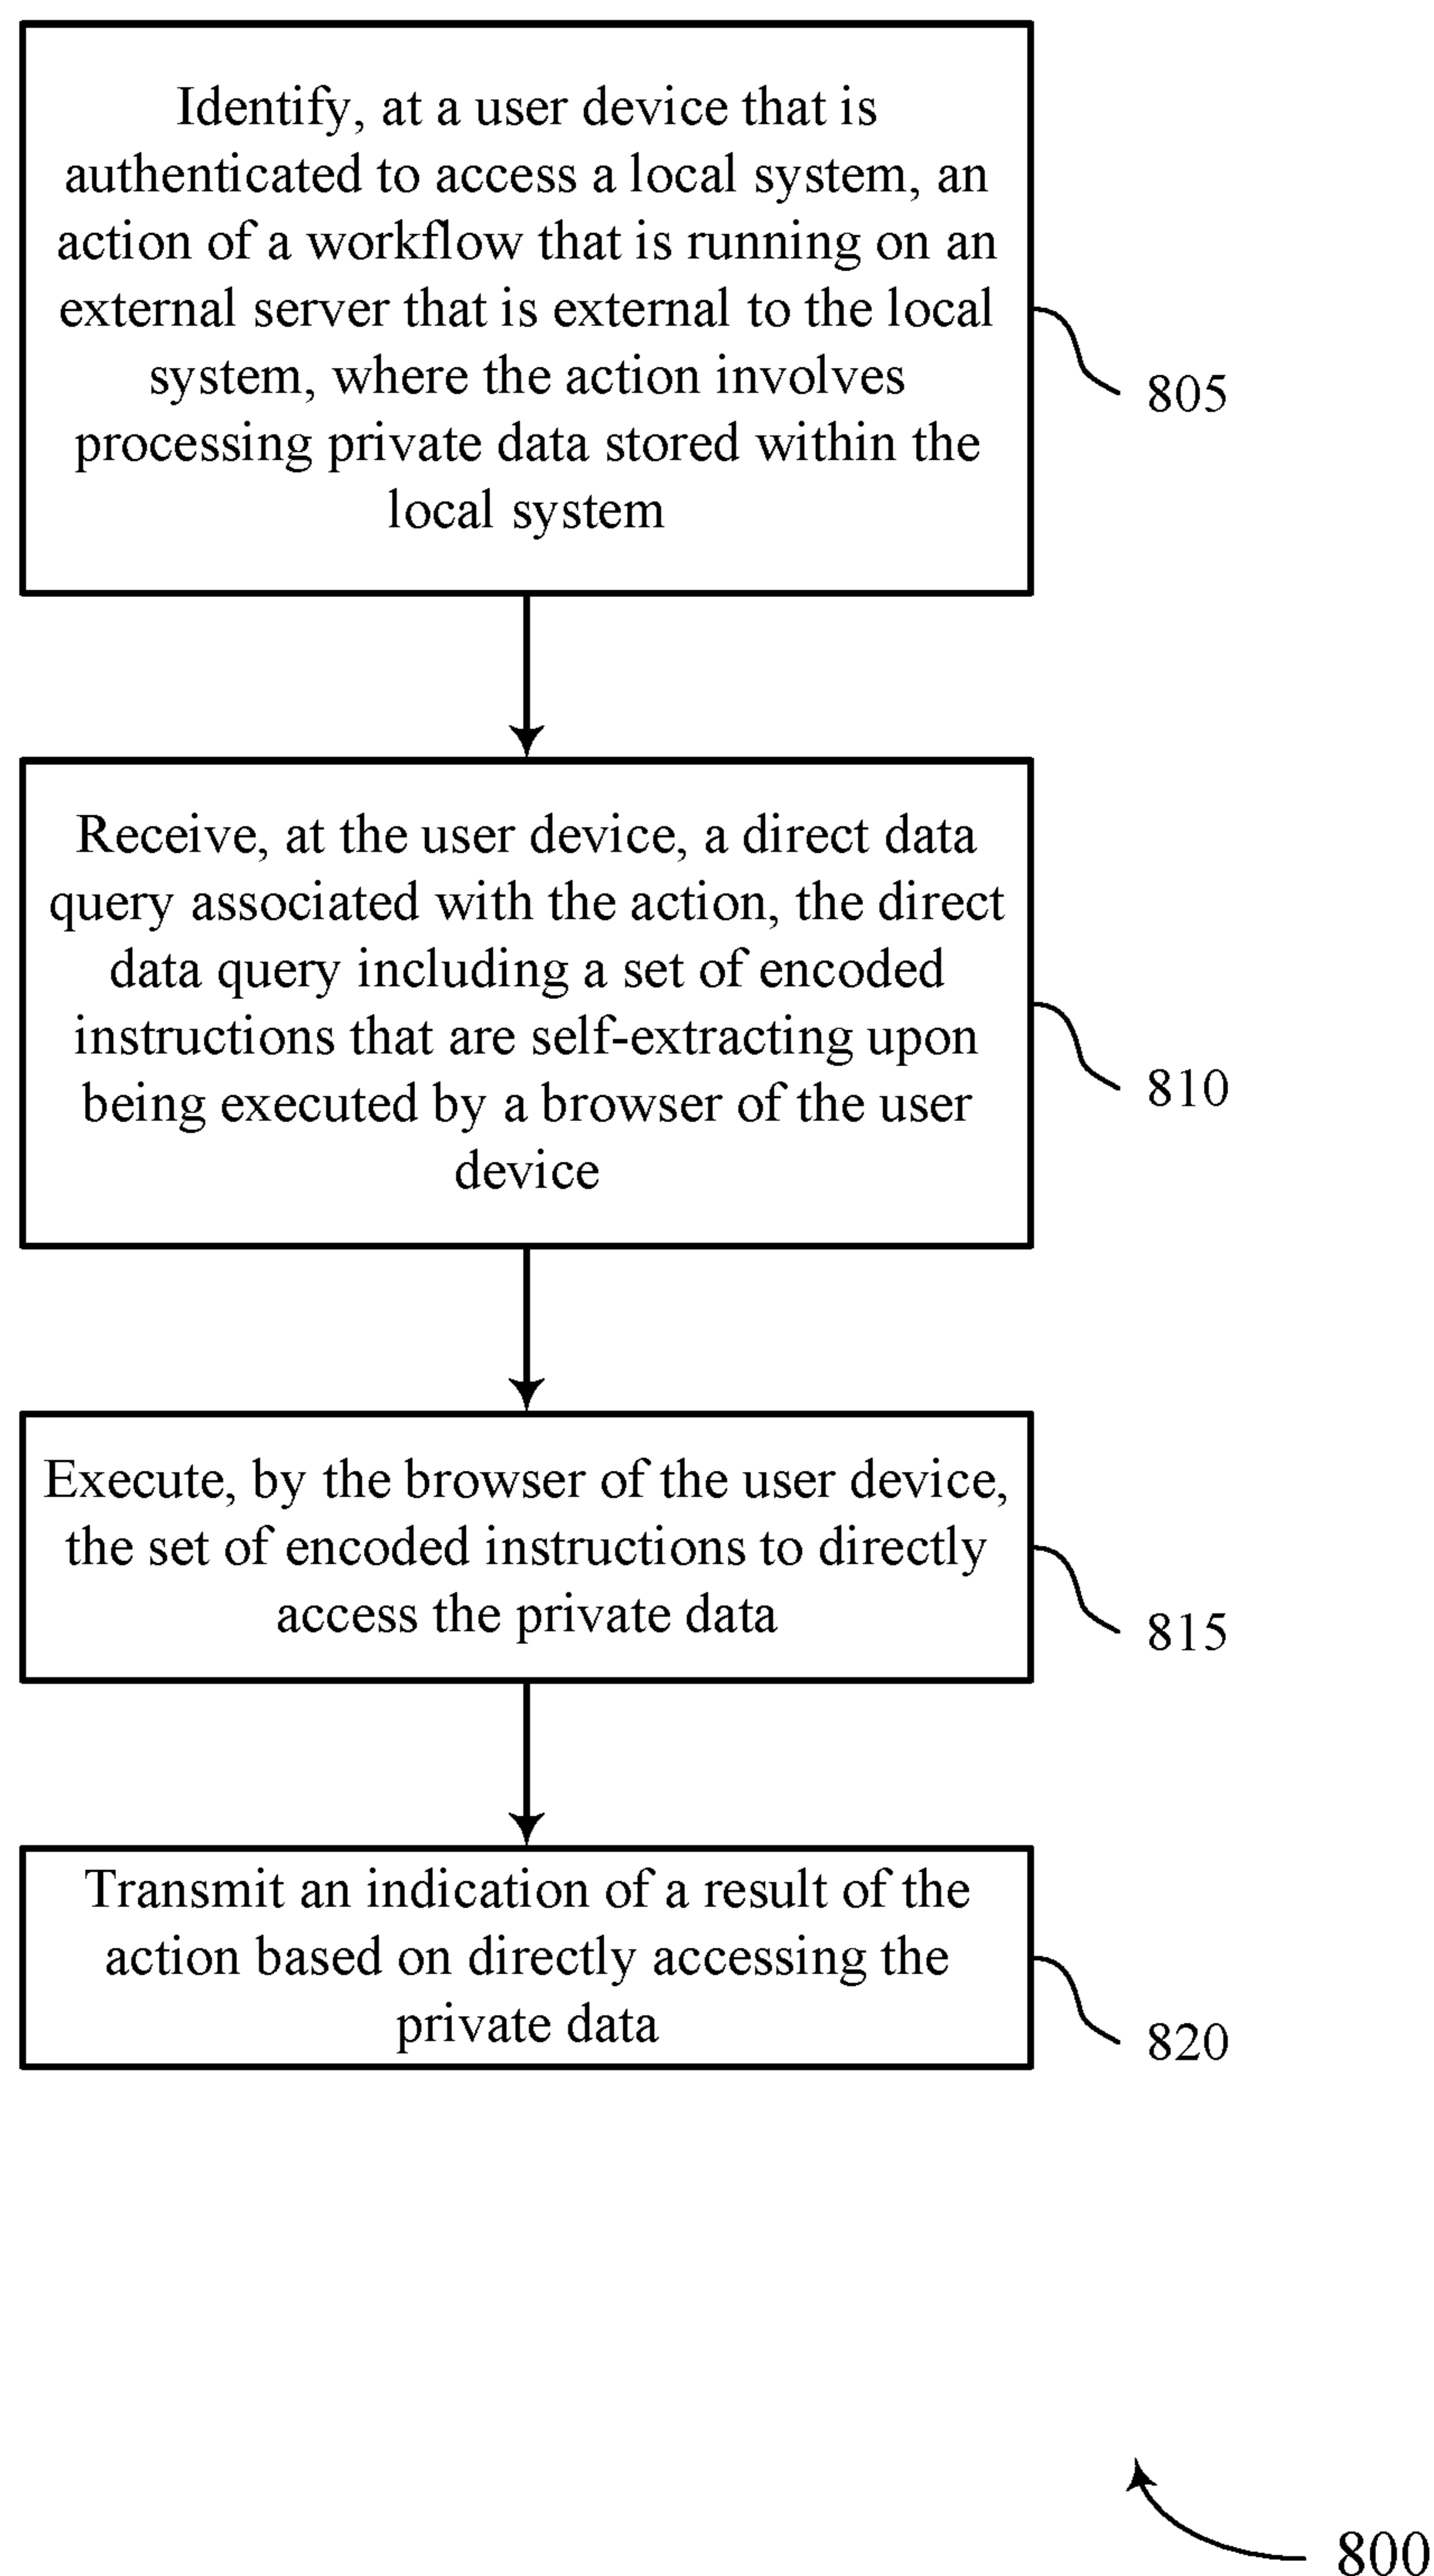 Identify, at a user device that is
authenticated to access a local system, an
action of a workflow that is running on an
external server that is external to the local
system, where the action involves
processing private data stored within the
local system
805
Receive, at the user device, a direct data
query associated with the action, the direct
data query including a set of encoded
instructions that are self-extracting upon
being executed by a browser of the user
device
810
Execute, by the browser of the user device,
the set of encoded instructions to directly
access the private data
815
Transmit an indication of a result of the
action based on directly accessing the
private data
820
800